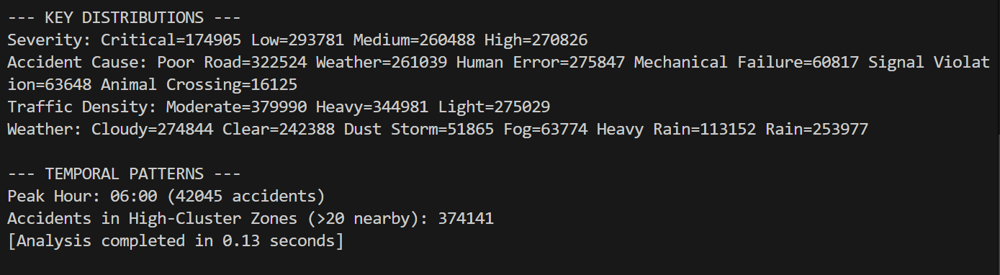 --- KEY DISTRIBUTIONS ---
Severity: Critical=174905 Low=293781 Medium=260488 High=270826
Accident Cause: Poor Road=322524 Weather=261039 Human Error=275847 Mechanical Failure=60817 Signal Violat
ion=63648 Animal Crossing=16125
Traffic Density: Moderate=379990 Heavy=344981 Light=275029
Weather: Cloudy=274844 Clear=242388 Dust Storm=51865 Fog=63774 Heavy Rain=113152 Rain=253977

--- TEMPORAL PATTERNS ---
Peak Hour: 06:00 (42045 accidents)
Accidents in High-Cluster Zones (>20 nearby): 374141
[Analysis completed in 0.13 seconds]